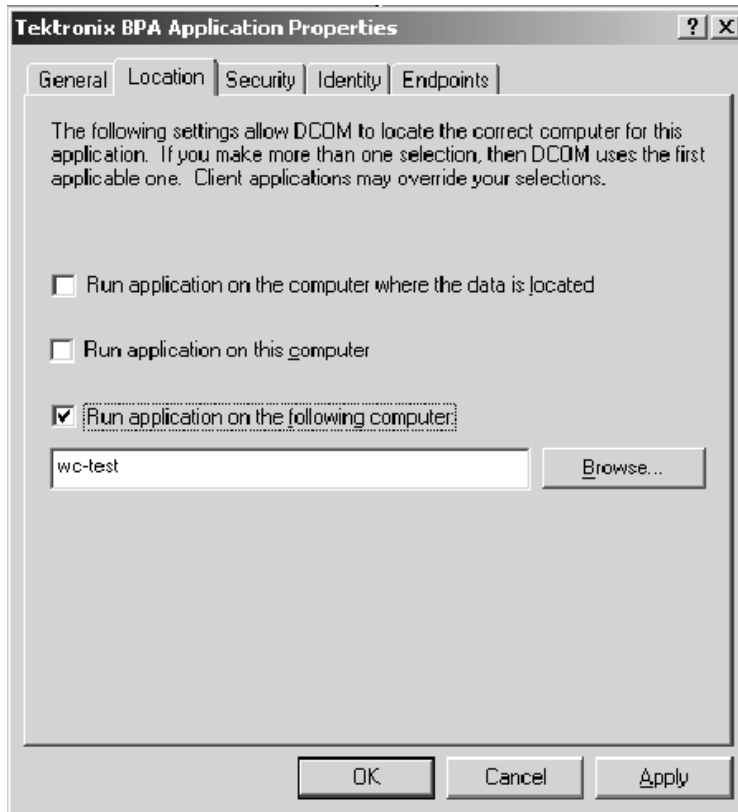 Tektronix BPA Application Properties
General Location Security Identity Endpoints
The following settings allow DCOM to locate the correct computer for this
application. If you make more than one selection, then DCOM uses the first
applicable one. Client applications may override your selections.
Run application on the computer where the data is located
Run application on this computer
Run application on the following computer:
wc-test Browse...
OK Cancel Apply